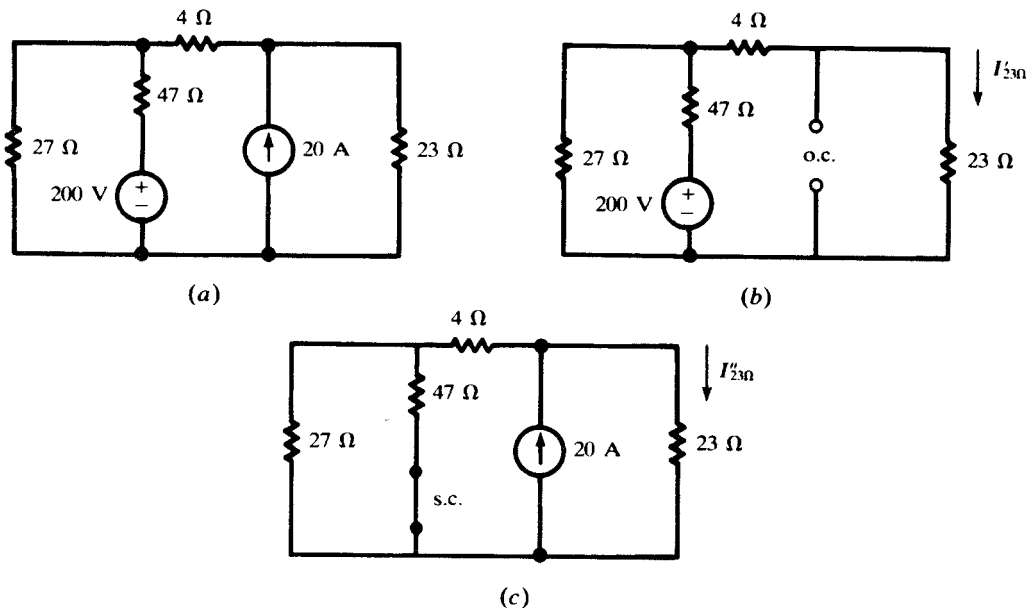 4 Ω
4 Ω
47 Ω
47 Ω
I′23Ω
27 Ω
20 A
23 Ω
27 Ω
o.c.
23 Ω
200 V
+
−
200 V
+
−
(a)
(b)
4 Ω
47 Ω
I″23Ω
27 Ω
20 A
23 Ω
s.c.
(c)